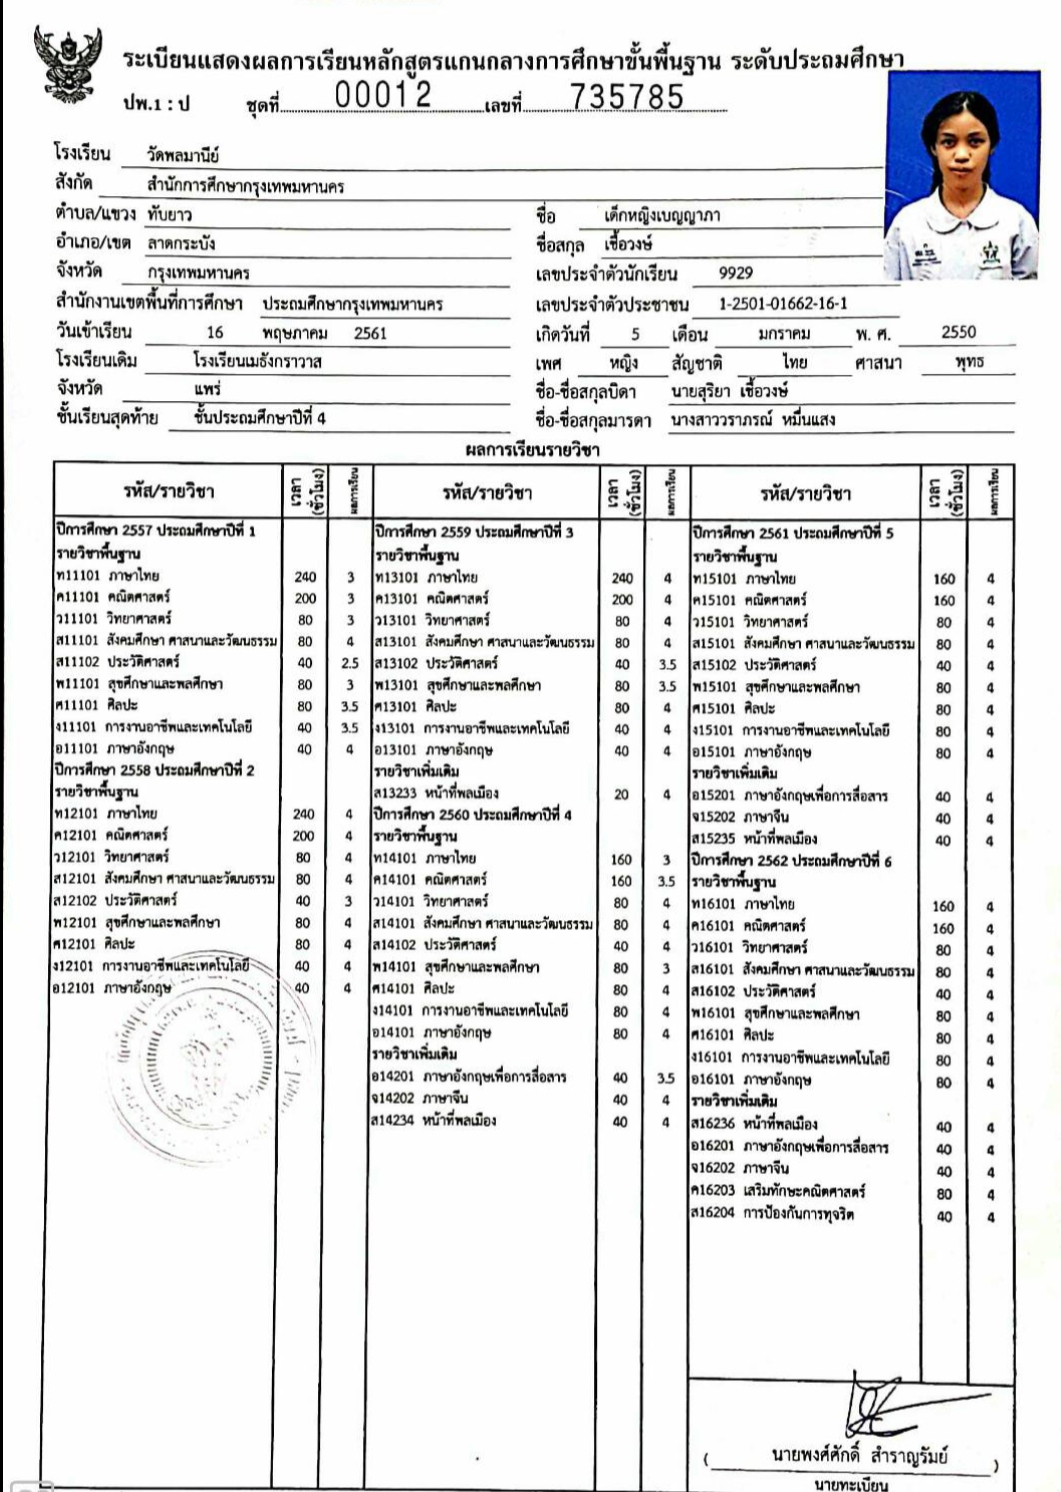 ระเบียนแสดงผลการเรียนหลักสูตรแกนกลางการศึกษาขั้นพื้นฐาน ระดับประถมศึกษา
ปพ.1 : ป ชุดที่ 00012 เลขที่ 735785
โรงเรียน วัดพลมานีย์
สังกัด สำนักการศึกษากรุงเทพมหานคร
ตำบล/แขวง ทับยาว
อำเภอ/เขต ลาดกระบัง
จังหวัด กรุงเทพมหานคร
สำนักงานเขตพื้นที่การศึกษา ประถมศึกษากรุงเทพมหานคร
วันเข้าเรียน 16 พฤษภาคม 2561
โรงเรียนเดิม โรงเรียนเมธังกราวาส
จังหวัด แพร่
ชั้นเรียนสุดท้าย ชั้นประถมศึกษาปีที่ 4
ชื่อ เด็กหญิงเบญญาภา
ชื่อสกุล เชื้อวงษ์
เลขประจำตัวนักเรียน 9929
เลขประจำตัวประชาชน 1-2501-01662-16-1
เกิดวันที่ 5 เดือน มกราคม พ. ศ. 2550
เพศ หญิง สัญชาติ ไทย ศาสนา พุทธ
ชื่อ-ชื่อสกุลบิดา นายสุริยา เชื้อวงษ์
ชื่อ-ชื่อสกุลมารดา นางสาววราภรณ์ หมื่นแสง
ผลการเรียนรายวิชา
รหัส/รายวิชา เวลา (ชั่วโมง) ผลการเรียน
ปีการศึกษา 2557 ประถมศึกษาปีที่ 1
รายวิชาพื้นฐาน
ท11101 ภาษาไทย 240 3
ค11101 คณิตศาสตร์ 200 3
ว11101 วิทยาศาสตร์ 80 3
ส11101 สังคมศึกษา ศาสนาและวัฒนธรรม 80 4
ส11102 ประวัติศาสตร์ 40 2.5
พ11101 สุขศึกษาและพลศึกษา 80 3
ศ11101 ศิลปะ 80 3.5
ง11101 การงานอาชีพและเทคโนโลยี 40 3.5
อ11101 ภาษาอังกฤษ 40 4
ปีการศึกษา 2558 ประถมศึกษาปีที่ 2
รายวิชาพื้นฐาน
ท12101 ภาษาไทย 240 4
ค12101 คณิตศาสตร์ 200 4
ว12101 วิทยาศาสตร์ 80 4
ส12101 สังคมศึกษา ศาสนาและวัฒนธรรม 80 4
ส12102 ประวัติศาสตร์ 40 3
พ12101 สุขศึกษาและพลศึกษา 80 4
ศ12101 ศิลปะ 80 4
ง12101 การงานอาชีพและเทคโนโลยี 40 4
อ12101 ภาษาอังกฤษ 40 4
รหัส/รายวิชา เวลา (ชั่วโมง) ผลการเรียน
ปีการศึกษา 2559 ประถมศึกษาปีที่ 3
รายวิชาพื้นฐาน
ท13101 ภาษาไทย 240 4
ค13101 คณิตศาสตร์ 200 4
ว13101 วิทยาศาสตร์ 80 4
ส13101 สังคมศึกษา ศาสนาและวัฒนธรรม 80 4
ส13102 ประวัติศาสตร์ 40 3.5
พ13101 สุขศึกษาและพลศึกษา 80 3.5
ศ13101 ศิลปะ 80 4
ง13101 การงานอาชีพและเทคโนโลยี 40 4
อ13101 ภาษาอังกฤษ 40 4
รายวิชาเพิ่มเติม
ส13233 หน้าที่พลเมือง 20 4
ปีการศึกษา 2560 ประถมศึกษาปีที่ 4
รายวิชาพื้นฐาน
ท14101 ภาษาไทย 160 3
ค14101 คณิตศาสตร์ 160 3.5
ว14101 วิทยาศาสตร์ 80 4
ส14101 สังคมศึกษา ศาสนาและวัฒนธรรม 80 4
ส14102 ประวัติศาสตร์ 40 4
พ14101 สุขศึกษาและพลศึกษา 80 3
ศ14101 ศิลปะ 80 4
ง14101 การงานอาชีพและเทคโนโลยี 80 4
อ14101 ภาษาอังกฤษ 80 4
รายวิชาเพิ่มเติม
อ14201 ภาษาอังกฤษเพื่อการสื่อสาร 40 3.5
จ14202 ภาษาจีน 40 4
ส14234 หน้าที่พลเมือง 40 4
รหัส/รายวิชา เวลา (ชั่วโมง) ผลการเรียน
ปีการศึกษา 2561 ประถมศึกษาปีที่ 5
รายวิชาพื้นฐาน
ท15101 ภาษาไทย 160 4
ค15101 คณิตศาสตร์ 160 4
ว15101 วิทยาศาสตร์ 80 4
ส15101 สังคมศึกษา ศาสนาและวัฒนธรรม 80 4
ส15102 ประวัติศาสตร์ 40 4
พ15101 สุขศึกษาและพลศึกษา 80 4
ศ15101 ศิลปะ 80 4
ง15101 การงานอาชีพและเทคโนโลยี 80 4
อ15101 ภาษาอังกฤษ 80 4
รายวิชาเพิ่มเติม
อ15201 ภาษาอังกฤษเพื่อการสื่อสาร 40 4
จ15202 ภาษาจีน 40 4
ส15235 หน้าที่พลเมือง 40 4
ปีการศึกษา 2562 ประถมศึกษาปีที่ 6
รายวิชาพื้นฐาน
ท16101 ภาษาไทย 160 4
ค16101 คณิตศาสตร์ 160 4
ว16101 วิทยาศาสตร์ 80 4
ส16101 สังคมศึกษา ศาสนาและวัฒนธรรม 80 4
ส16102 ประวัติศาสตร์ 40 4
พ16101 สุขศึกษาและพลศึกษา 80 4
ศ16101 ศิลปะ 80 4
ง16101 การงานอาชีพและเทคโนโลยี 80 4
อ16101 ภาษาอังกฤษ 80 4
รายวิชาเพิ่มเติม
ส16236 หน้าที่พลเมือง 40 4
อ16201 ภาษาอังกฤษเพื่อการสื่อสาร 40 4
จ16202 ภาษาจีน 40 4
ค16203 เสริมทักษะคณิตศาสตร์ 80 4
ส16204 การป้องกันการทุจริต 40 4
( นายพงศ์ศักดิ์ สำราญรัมย์ )
นายทะเบียน